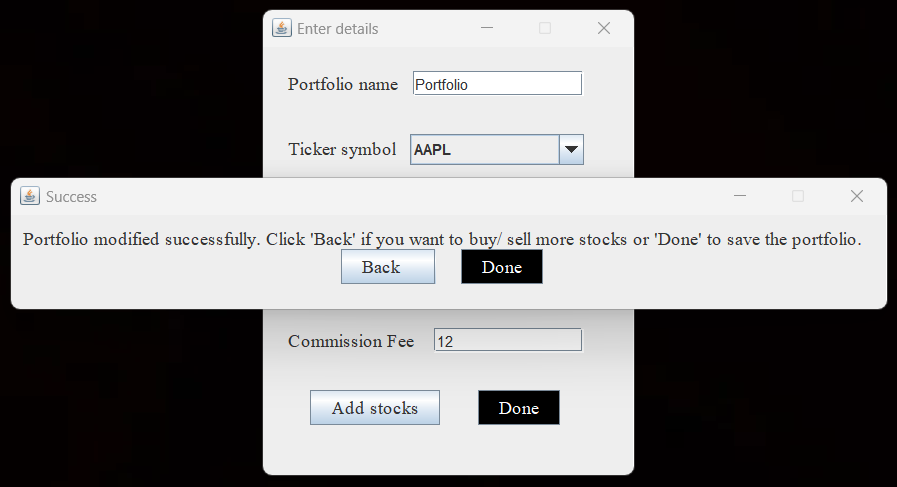 Enter details
Portfolio name Portfolio
Ticker symbol AAPL
Success
Portfolio modified successfully. Click 'Back' if you want to buy/ sell more stocks or 'Done' to save the portfolio.
Back Done
Commission Fee 12
Add stocks Done